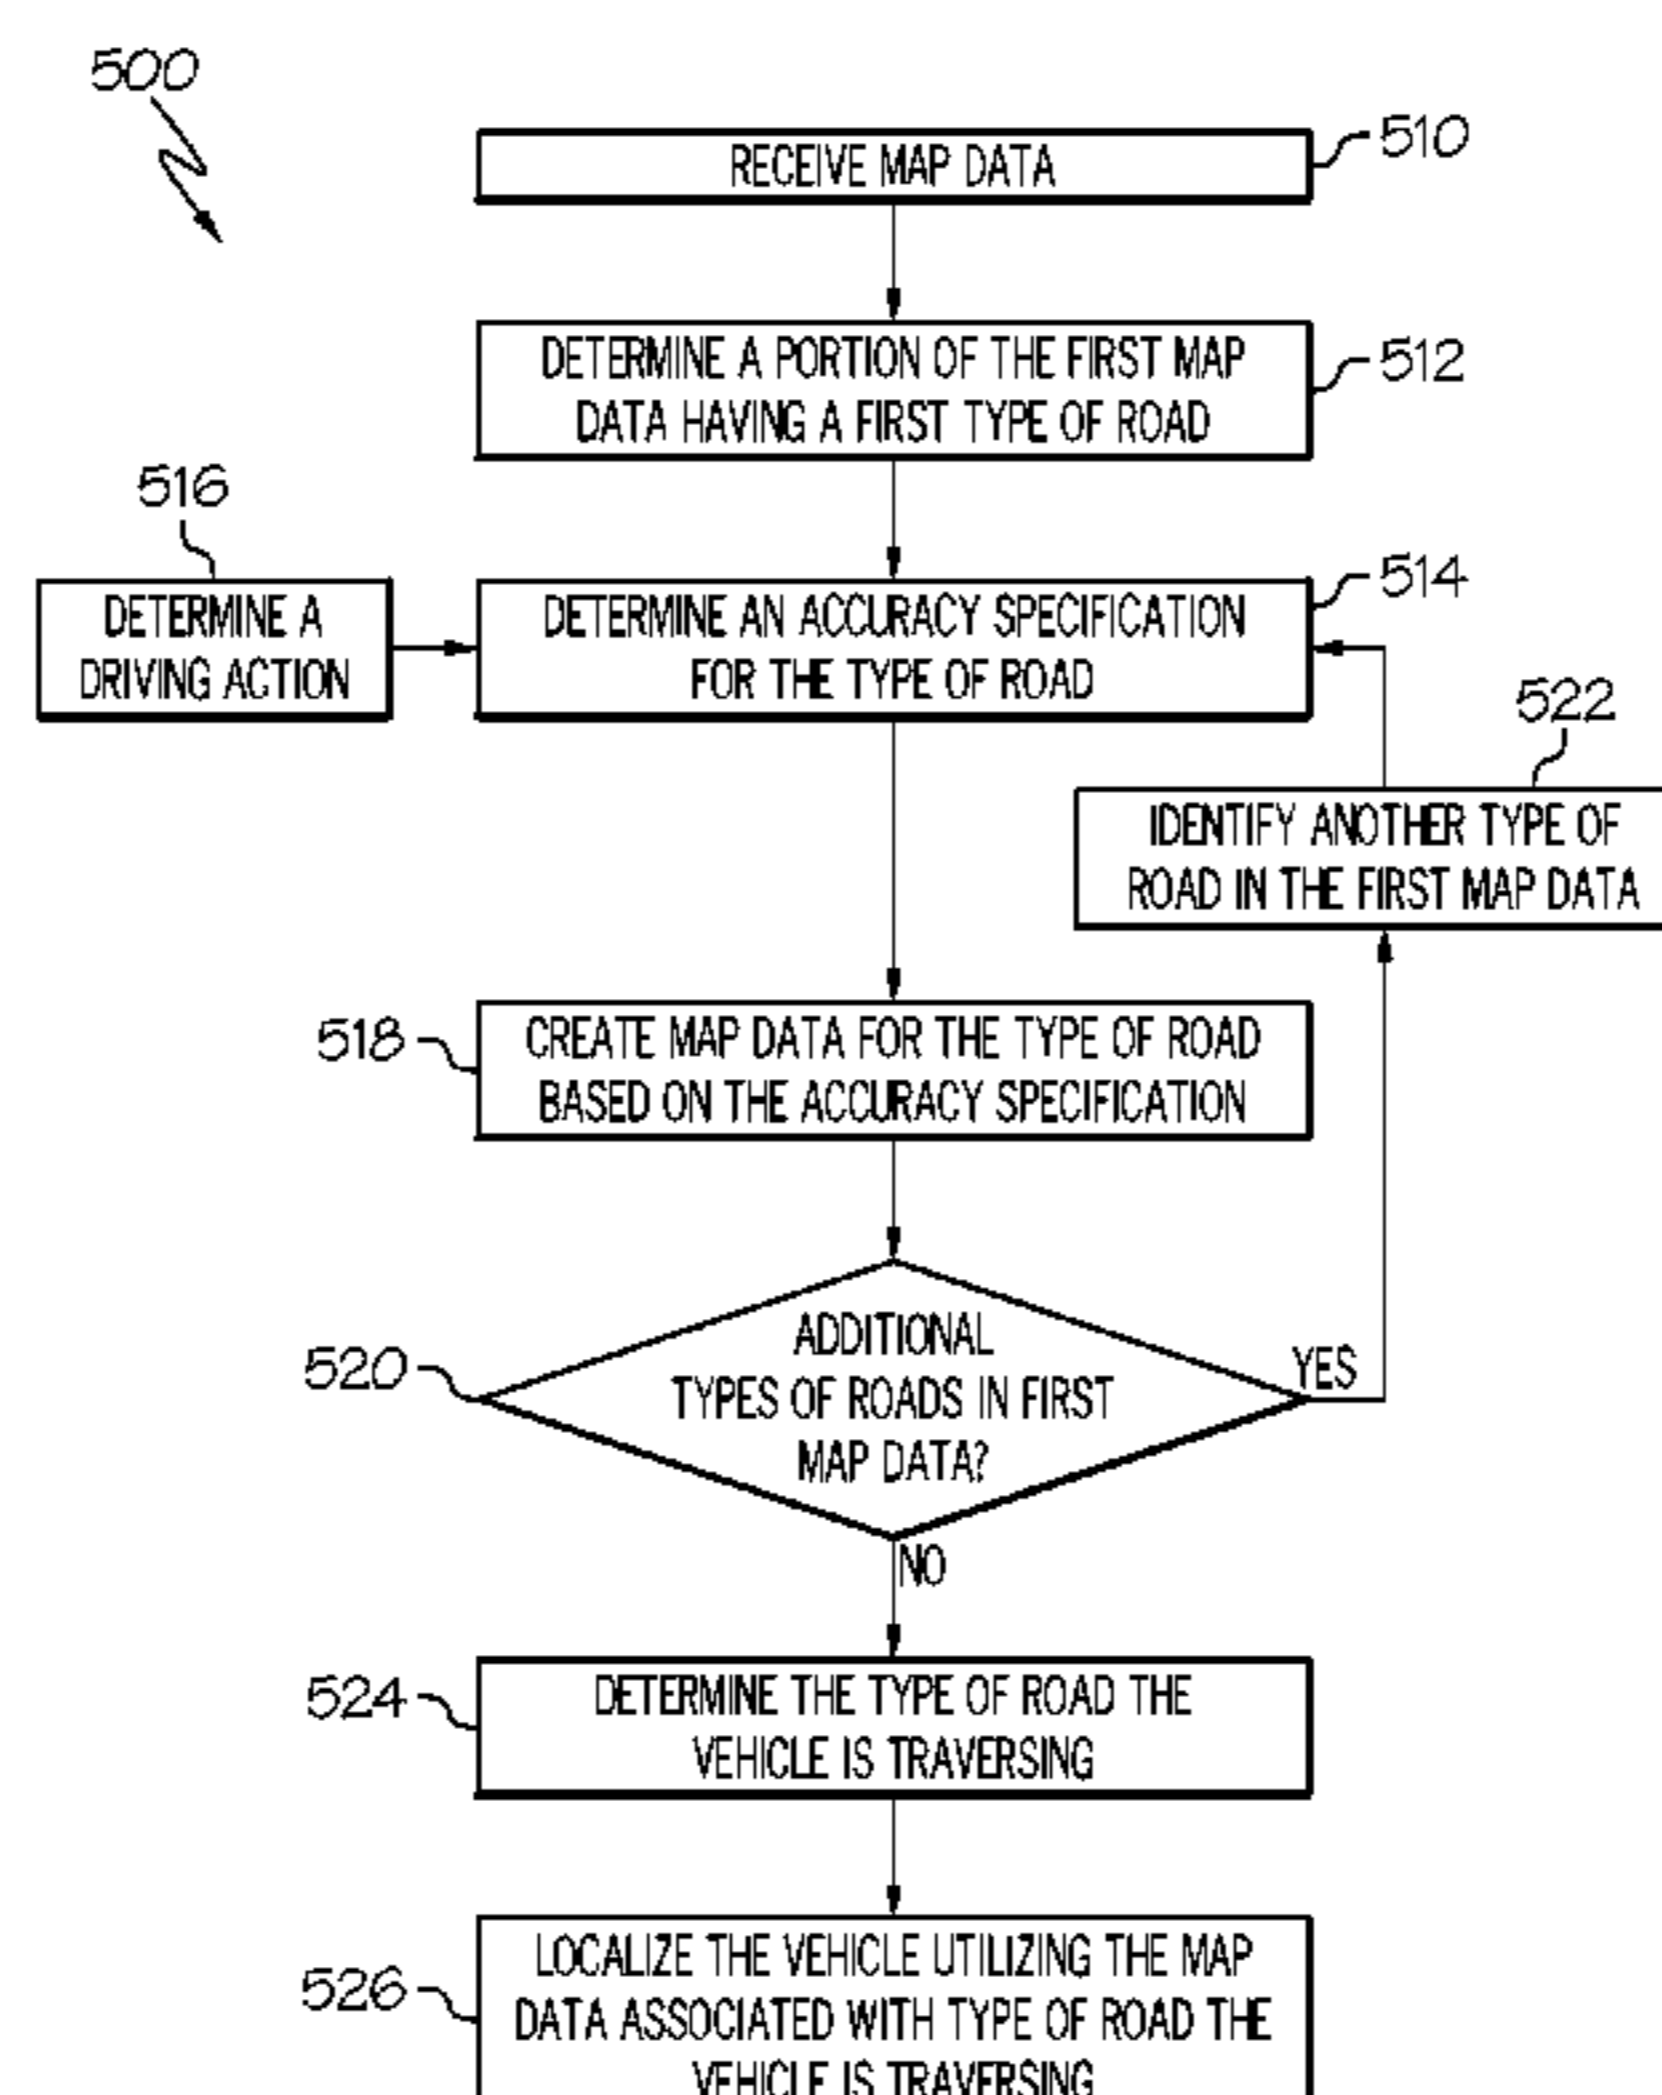 500
RECEIVE MAP DATA
510
DETERMINE A PORTION OF THE FIRST MAP
DATA HAVING A FIRST TYPE OF ROAD
512
516
DETERMINE A
DRIVING ACTION
DETERMINE AN ACCURACY SPECIFICATION
FOR THE TYPE OF ROAD
514
522
IDENTIFY ANOTHER TYPE OF
ROAD IN THE FIRST MAP DATA
518
CREATE MAP DATA FOR THE TYPE OF ROAD
BASED ON THE ACCURACY SPECIFICATION
520
ADDITIONAL
TYPES OF ROADS IN FIRST
MAP DATA?
YES
NO
524
DETERMINE THE TYPE OF ROAD THE
VEHICLE IS TRAVERSING
526
LOCALIZE THE VEHICLE UTILIZING THE MAP
DATA ASSOCIATED WITH TYPE OF ROAD THE
VEHICLE IS TRAVERSING